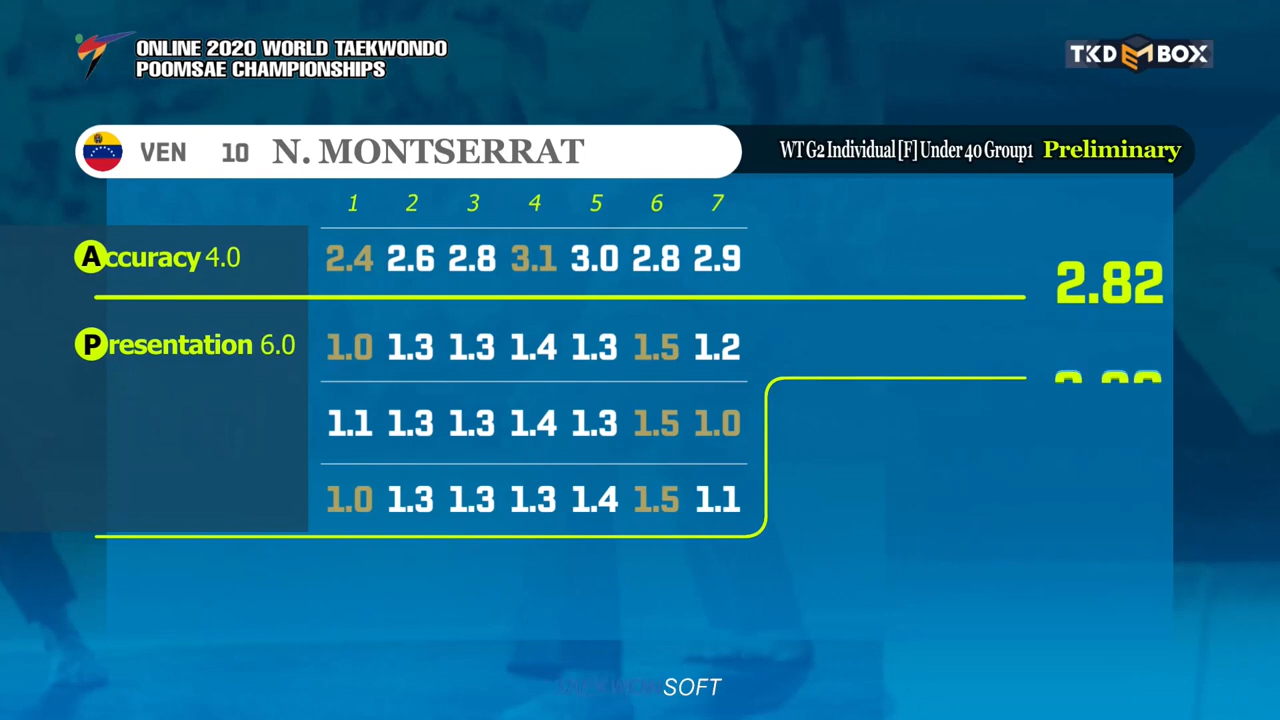 ONLINE 2020 WORLD TAEKWONDO
POOMSAE CHAMPIONSHIPS
TKD BOX
VEN 10 N. MONTSERRAT
WT G2 Individual [F] Under 40 Group1 Preliminary
1 2 3 4 5 6 7
Accuracy 4.0 2.4 2.6 2.8 3.1 3.0 2.8 2.9 2.82
Presentation 6.0 1.0 1.3 1.3 1.4 1.3 1.5 1.2
1.1 1.3 1.3 1.4 1.3 1.5 1.0
1.0 1.3 1.3 1.3 1.4 1.5 1.1
SOFT